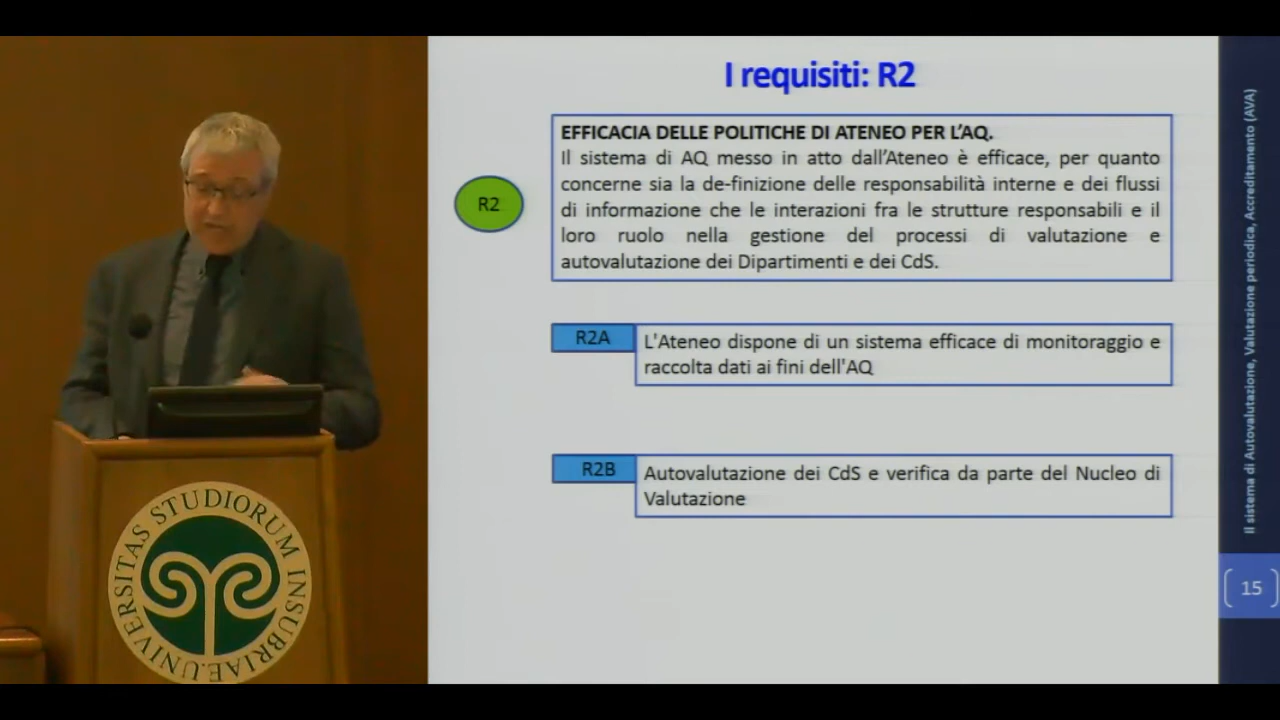 I requisiti: R2
EFFICACIA DELLE POLITICHE DI ATENEO PER L'AQ.
Il sistema di AQ messo in atto dall'Ateneo è efficace, per quanto
concerne sia la de-finizione delle responsabilità interne e dei flussi
di informazione che le interazioni fra le strutture responsabili e il
loro ruolo nella gestione del processi di valutazione e
autovalutazione dei Dipartimenti e dei CdS.
R2
R2A
L'Ateneo dispone di un sistema efficace di monitoraggio e
raccolta dati ai fini dell'AQ
R2B
Autovalutazione dei CdS e verifica da parte del Nucleo di
Valutazione
Il sistema di Autovalutazione, Valutazione periodica, Accreditamento (AVA)
15
UNIVERSITAS STUDIORUM INSUBRIAE